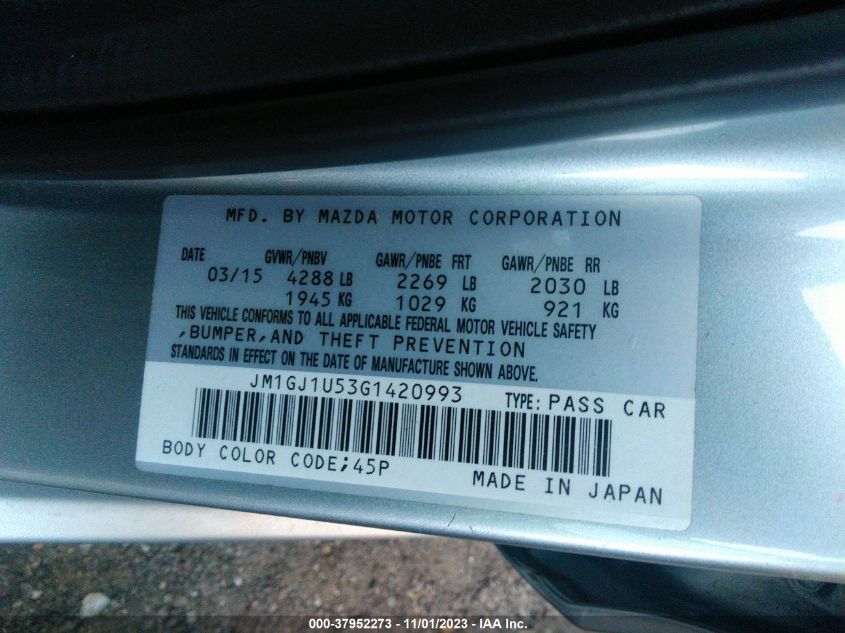 MFD. BY MAZDA MOTOR CORPORATION
DATE GVWR/PNBV GAWR/PNBE FRT GAWR/PNBE RR
03/15 4288 LB 2269 LB 2030 LB
1945 KG 1029 KG 921 KG
THIS VEHICLE CONFORMS TO ALL APPLICABLE FEDERAL MOTOR VEHICLE SAFETY
,BUMPER,AND THEFT PREVENTION
STANDARDS IN EFFECT ON THE DATE OF MANUFACTURE SHOWN ABOVE.
JM1GJ1U53G1420993 TYPE: PASS CAR
BODY COLOR CODE;45P
MADE IN JAPAN
000-37952273 - 11/01/2023 - IAA Inc.